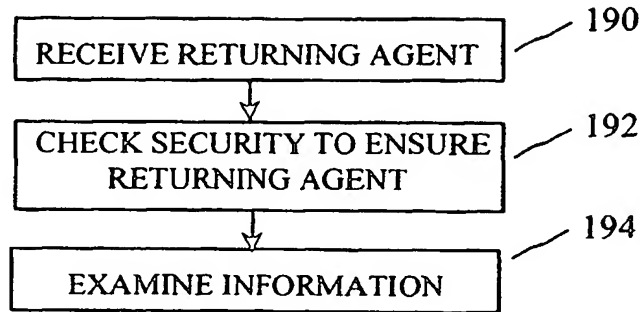 RECEIVE RETURNING AGENT
190
CHECK SECURITY TO ENSURE
RETURNING AGENT
192
EXAMINE INFORMATION
194